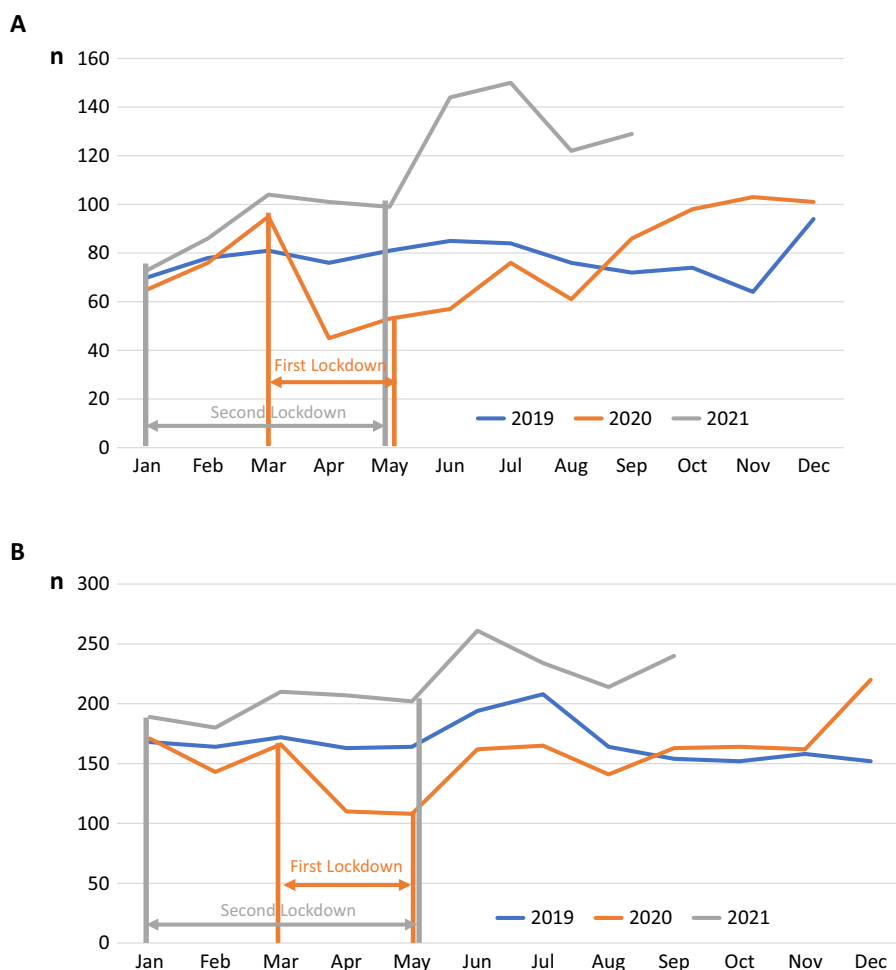 A
n
160
140
120
100
80
60
40
20
0
First Lockdown
Second Lockdown
2019 2020 2021
Jan Feb Mar Apr May Jun Jul Aug Sep Oct Nov Dec
B
n
300
250
200
150
100
50
0
First Lockdown
Second Lockdown
2019 2020 2021
Jan Feb Mar Apr May Jun Jul Aug Sep Oct Nov Dec